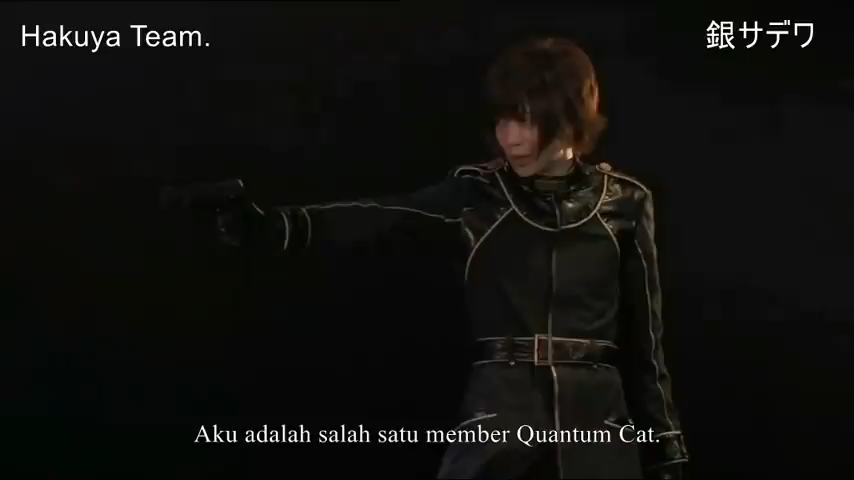 Hakuya Team.
銀サデワ
Aku adalah salah satu member Quantum Cat.